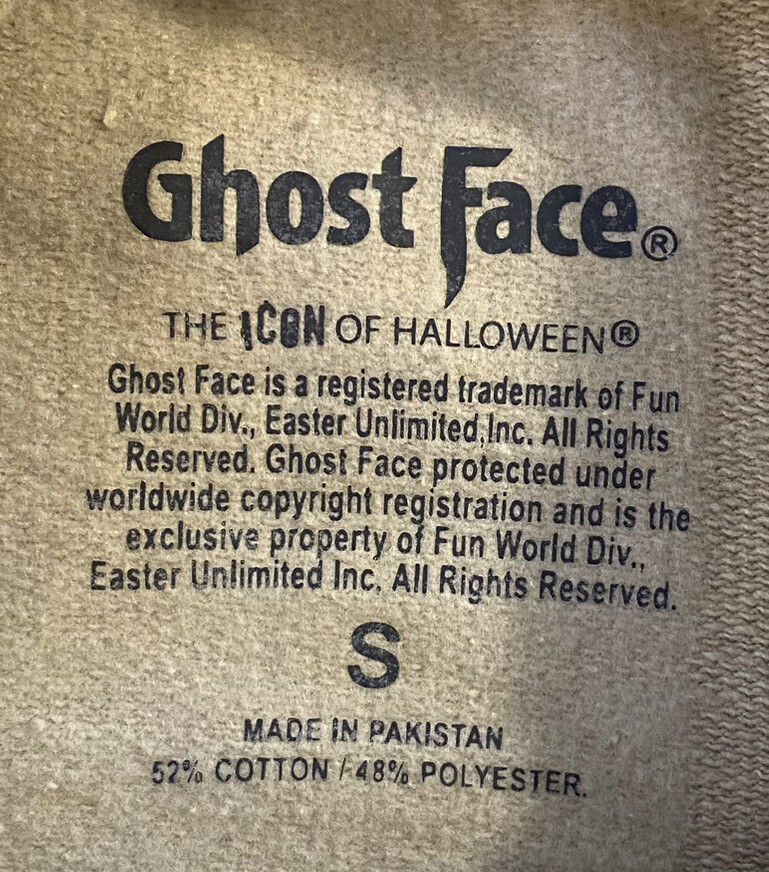 Ghost Face®
THE ICON OF HALLOWEEN®
Ghost Face is a registered trademark of Fun
World Div., Easter Unlimited,Inc. All Rights
Reserved. Ghost Face protected under
worldwide copyright registration and is the
exclusive property of Fun World Div.,
Easter Unlimited Inc. All Rights Reserved.
S
MADE IN PAKISTAN
52% COTTON / 48% POLYESTER.